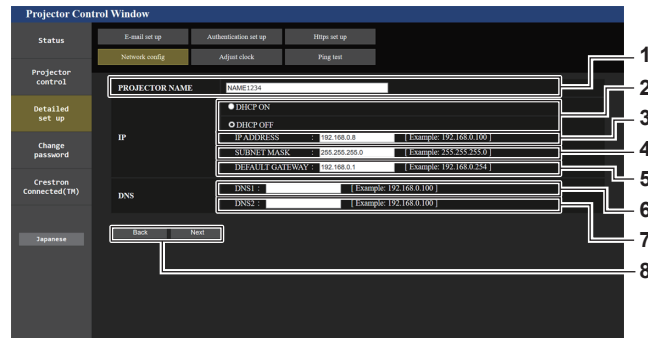 Projector Control Window
Status
E-mail set up
Authentication set up
Https set up
Network config
Adjust clock
Ping test
Projector
control
Detailed
set up
Change
password
Crestron
Connected(TM)
Japanese
PROJECTOR NAME
NAME1234
IP
DHCP ON
DHCP OFF
IP ADDRESS : 192.168.0.8 [ Example: 192.168.0.100 ]
SUBNET MASK : 255.255.255.0 [ Example: 255.255.255.0 ]
DEFAULT GATEWAY : 192.168.0.1 [ Example: 192.168.0.254 ]
DNS
DNS1 : [ Example: 192.168.0.100 ]
DNS2 : [ Example: 192.168.0.100 ]
Back
Next
1
2
3
4
5
6
7
8